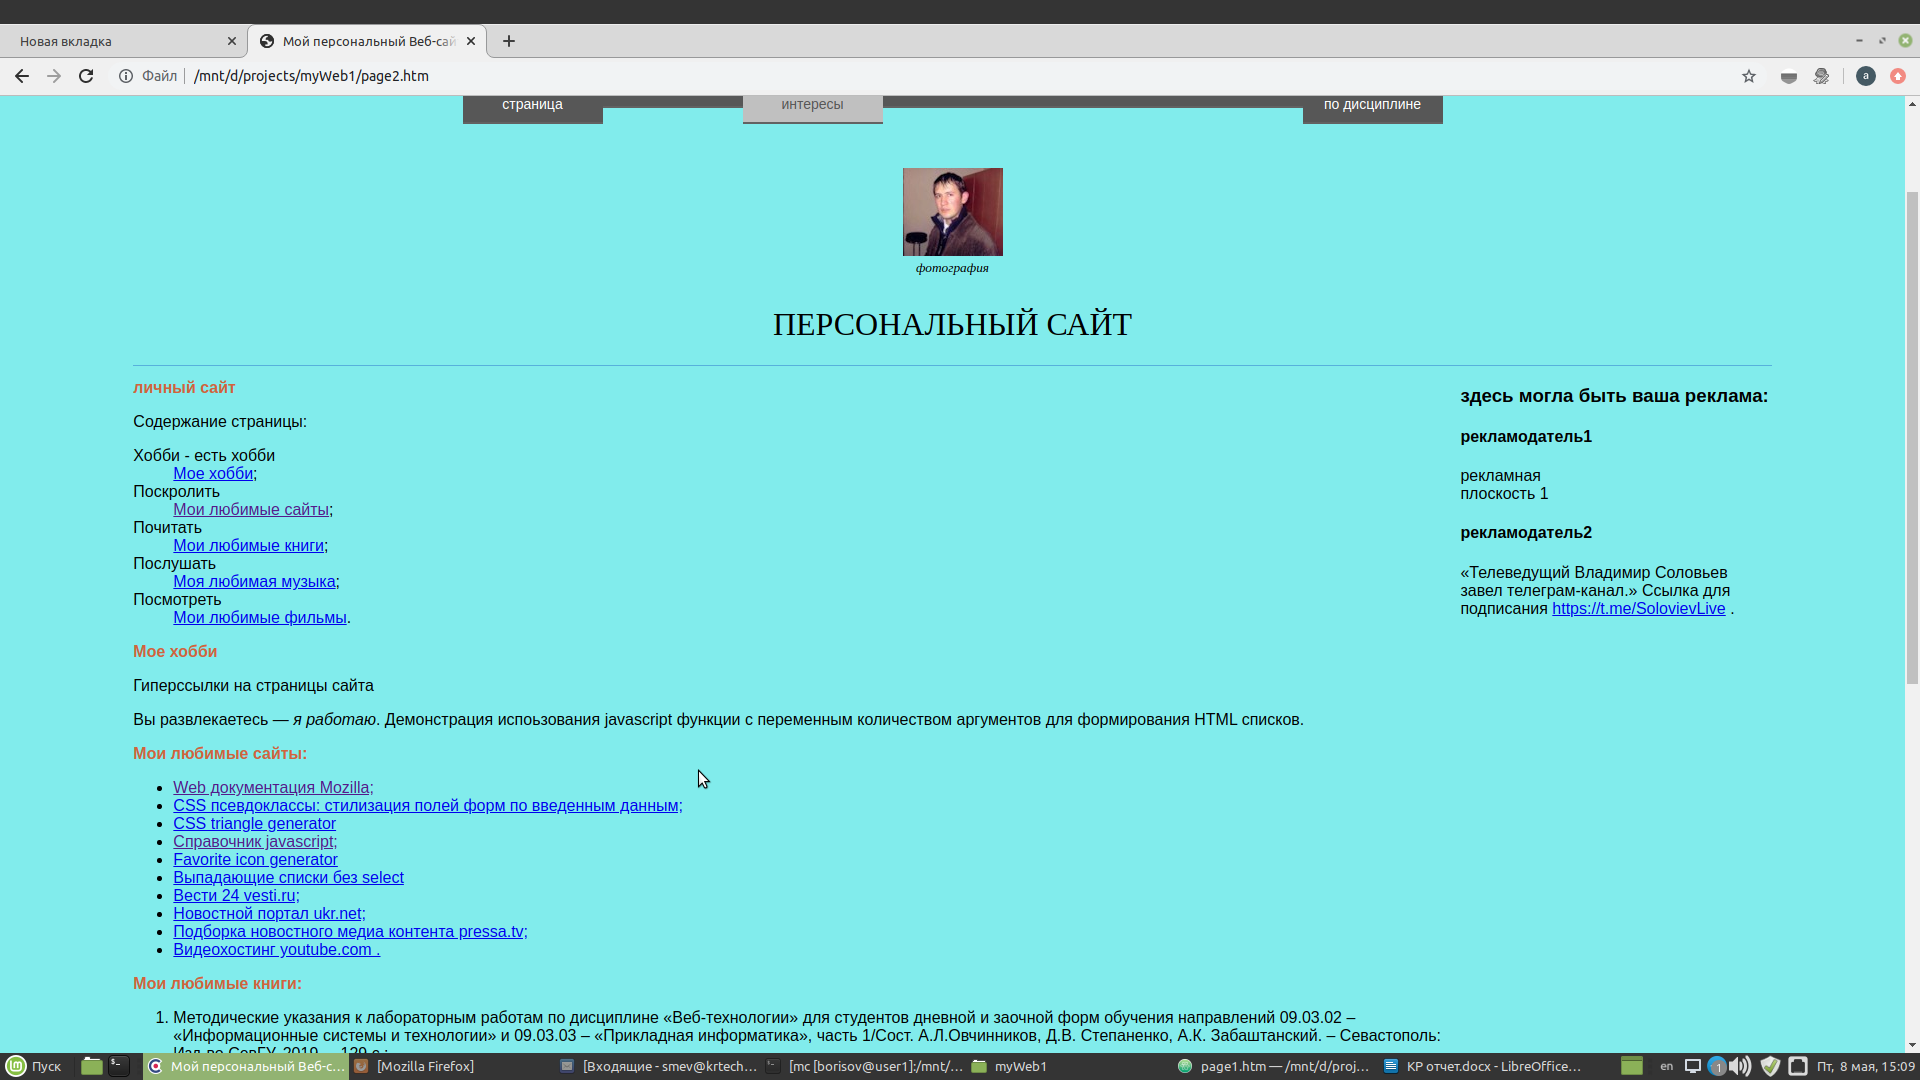 Новая вкладка
Мой персональный Веб-сай
Файл
/mnt/d/projects/myWeb1/page2.htm
a
страница
интересы
по дисциплине
фотография
ПЕРСОНАЛЬНЫЙ САЙТ
личный сайт
Содержание страницы:
Хобби - есть хобби
Мое хобби;
Поскролить
Мои любимые сайты;
Почитать
Мои любимые книги;
Послушать
Моя любимая музыка;
Посмотреть
Мои любимые фильмы.
здесь могла быть ваша реклама:
рекламодатель1
рекламная
плоскость 1
рекламодатель2
«Телеведущий Владимир Соловьев
завел телеграм-канал.» Ссылка для
подписания https://t.me/SolovievLive .
Мое хобби
Гиперссылки на страницы сайта
Вы развлекаетесь — я работаю. Демонстрация испоьзования javascript функции с переменным количеством аргументов для формирования HTML списков.
Мои любимые сайты:
• Web документация Mozilla;
• CSS псевдоклассы: стилизация полей форм по введенным данным;
• CSS triangle generator
• Справочник javascript;
• Favorite icon generator
• Выпадающие списки без select
• Вести 24 vesti.ru;
• Новостной портал ukr.net;
• Подборка новостного медиа контента pressa.tv;
• Видеохостинг youtube.com .
Мои любимые книги:
1. Методические указания к лабораторным работам по дисциплине «Веб-технологии» для студентов дневной и заочной форм обучения направлений 09.03.02 –
«Информационные системы и технологии» и 09.03.03 – «Прикладная информатика», часть 1/Сост. А.Л.Овчинников, Д.В. Степаненко, А.К. Забаштанский. – Севастополь:
Изд-во СевГУ, 2019. – 129 с.;
Пуск
Мой персональный Веб-с...
[Mozilla Firefox]
[Входящие - smev@krtech...
[mc [borisov@user1]:/mnt/...
myWeb1
page1.htm — /mnt/d/proj...
КР отчет.docx - LibreOffice...
en
1
Пт, 8 мая, 15:09